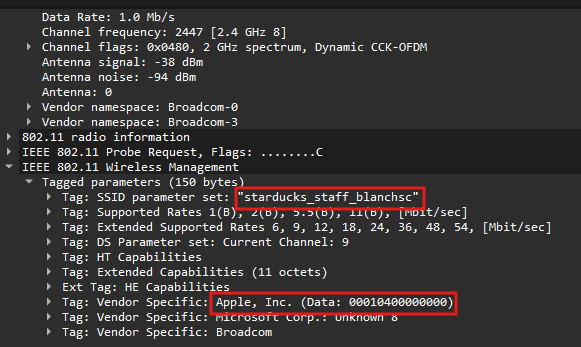 Data Rate: 1.0 Mb/s
Channel frequency: 2447 [2.4 GHz 8]
Channel flags: 0x0480, 2 GHz spectrum, Dynamic CCK-OFDM
Antenna signal: -38 dBm
Antenna noise: -94 dBm
Antenna: 0
Vendor namespace: Broadcom-0
Vendor namespace: Broadcom-3
802.11 radio information
IEEE 802.11 Probe Request, Flags: ........C
IEEE 802.11 Wireless Management
Tagged parameters (150 bytes)
Tag: SSID parameter set: "starducks_staff_blanchsc"
Tag: Supported Rates 1(B), 2(B), 5.5(B), 11(B), [Mbit/sec]
Tag: Extended Supported Rates 6, 9, 12, 18, 24, 36, 48, 54, [Mbit/sec]
Tag: DS Parameter set: Current Channel: 9
Tag: HT Capabilities
Tag: Extended Capabilities (11 octets)
Ext Tag: HE Capabilities
Tag: Vendor Specific: Apple, Inc. (Data: 00010400000000)
Tag: Vendor Specific: Microsoft Corp.: Unknown 8
Tag: Vendor Specific: Broadcom